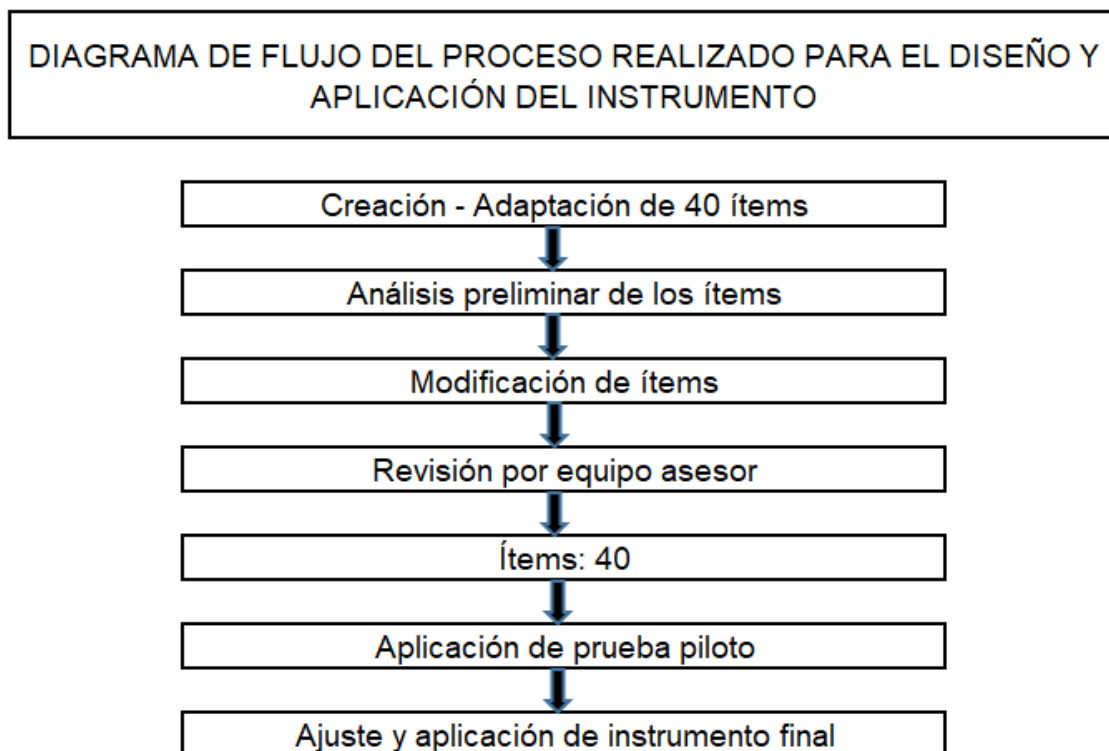 DIAGRAMA DE FLUJO DEL PROCESO REALIZADO PARA EL DISEÑO Y
APLICACIÓN DEL INSTRUMENTO
Creación - Adaptación de 40 ítems
Análisis preliminar de los ítems
Modificación de ítems
Revisión por equipo asesor
Ítems: 40
Aplicación de prueba piloto
Ajuste y aplicación de instrumento final